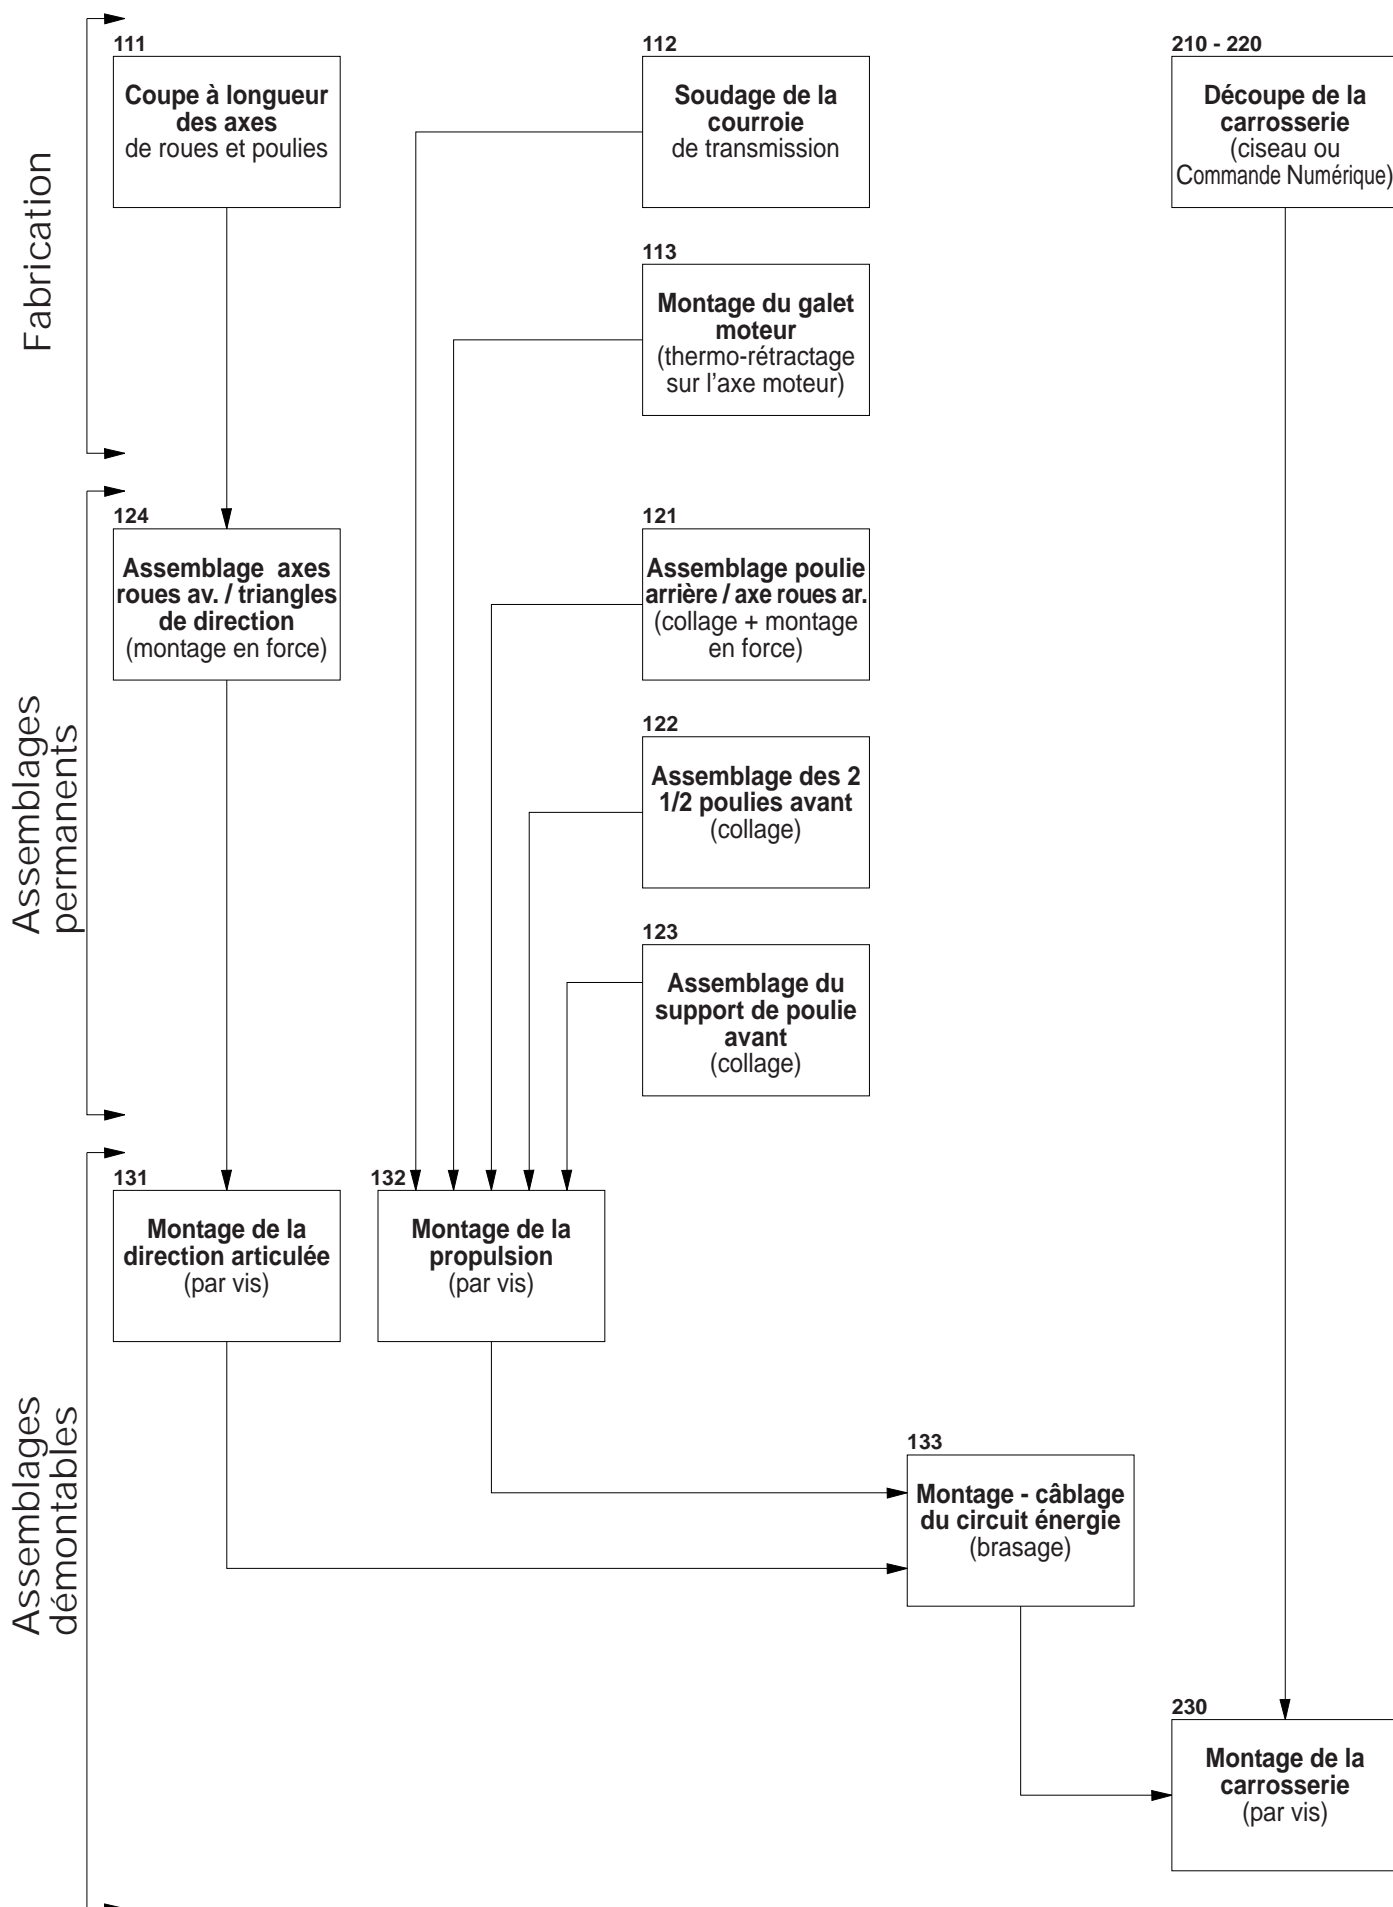 Fabrication
111
Coupe à longueur
des axes
de roues et poulies
112
Soudage de la
courroie
de transmission
210 - 220
Découpe de la
carrosserie
(ciseau ou
Commande Numérique)
113
Montage du galet
moteur
(thermo-rétractage
sur l'axe moteur)
Assemblages
permanents
124
Assemblage axes
roues av. / triangles
de direction
(montage en force)
121
Assemblage poulie
arrière / axe roues ar.
(collage + montage
en force)
122
Assemblage des 2
1/2 poulies avant
(collage)
123
Assemblage du
support de poulie
avant
(collage)
Assemblages
démontables
131
Montage de la
direction articulée
(par vis)
132
Montage de la
propulsion
(par vis)
133
Montage - câblage
du circuit énergie
(brasage)
230
Montage de la
carrosserie
(par vis)